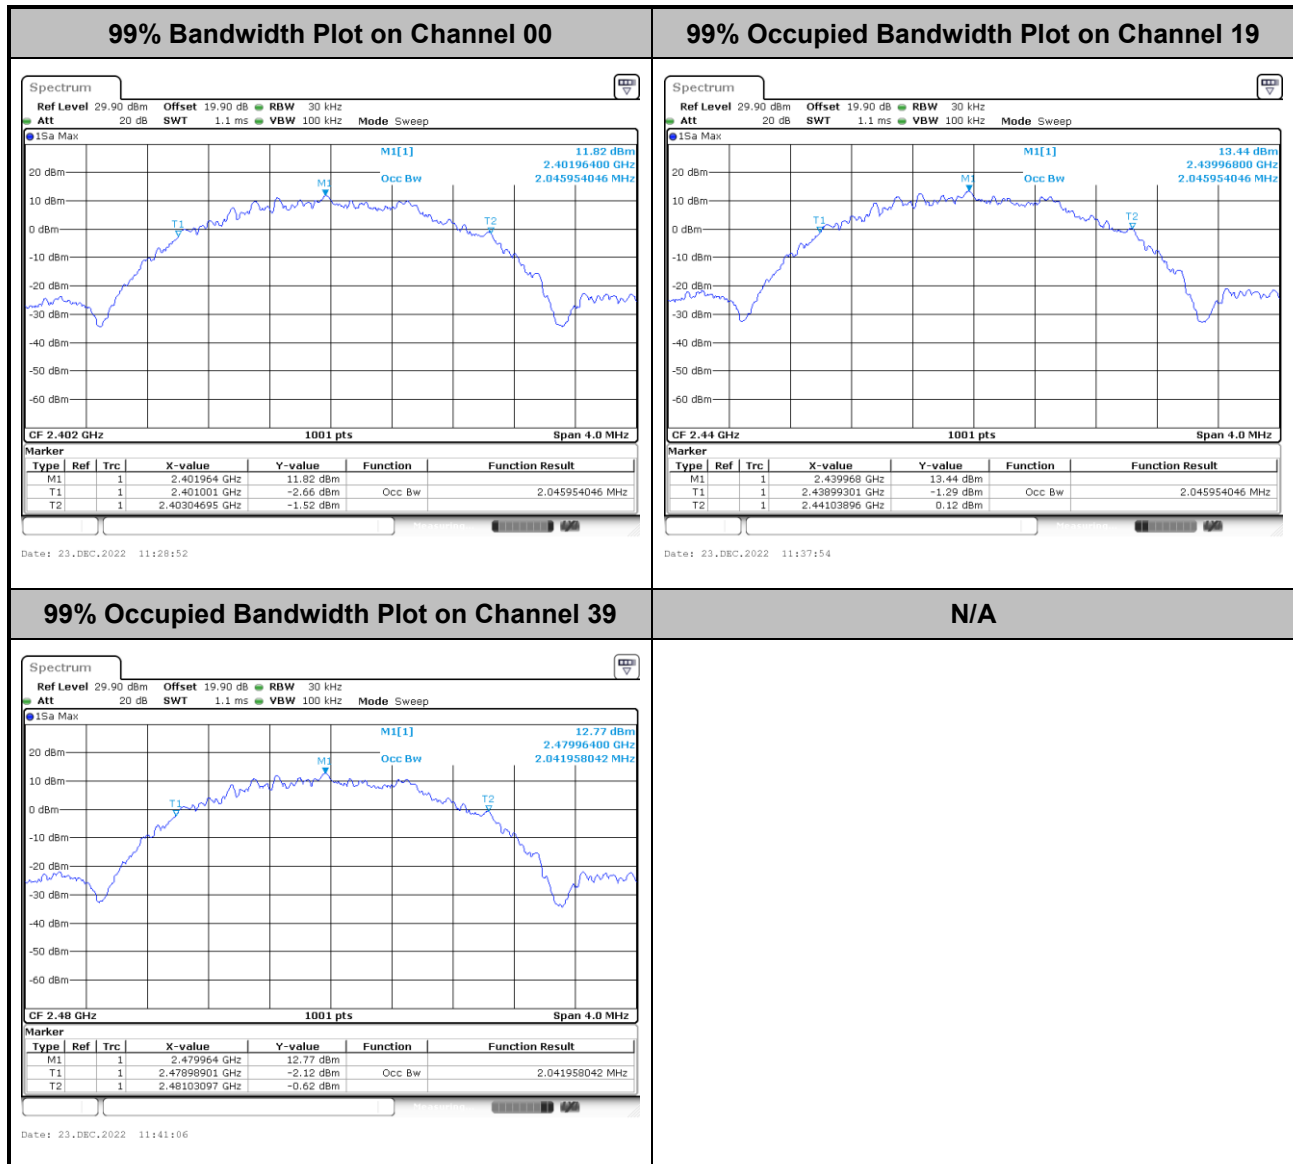 99% Bandwidth Plot on Channel 00
Spectrum
Ref Level 29.90 dBm Offset 19.90 dB RBW 30 kHz
Att 20 dB SWT 1.1 ms VBW 100 kHz Mode Sweep
1Sa Max
M1[1] 11.82 dBm
2.40196400 GHz
Occ Bw 2.045954046 MHz
20 dBm
M1
10 dBm
T1
T2
0 dBm
-10 dBm
-20 dBm
-30 dBm
-40 dBm
-50 dBm
-60 dBm
CF 2.402 GHz 1001 pts Span 4.0 MHz
Marker
Type Ref Trc X-value Y-value Function Function Result
M1 1 2.401964 GHz 11.82 dBm
T1 1 2.401001 GHz -2.66 dBm Occ Bw 2.045954046 MHz
T2 1 2.40304695 GHz -1.52 dBm
Measuring...
Date: 23.DEC.2022 11:28:52
99% Occupied Bandwidth Plot on Channel 19
Spectrum
Ref Level 29.90 dBm Offset 19.90 dB RBW 30 kHz
Att 20 dB SWT 1.1 ms VBW 100 kHz Mode Sweep
1Sa Max
M1[1] 13.44 dBm
2.43996800 GHz
Occ Bw 2.045954046 MHz
20 dBm
M1
10 dBm
T1
T2
0 dBm
-10 dBm
-20 dBm
-30 dBm
-40 dBm
-50 dBm
-60 dBm
CF 2.44 GHz 1001 pts Span 4.0 MHz
Marker
Type Ref Trc X-value Y-value Function Function Result
M1 1 2.439968 GHz 13.44 dBm
T1 1 2.43899301 GHz -1.29 dBm Occ Bw 2.045954046 MHz
T2 1 2.44103896 GHz 0.12 dBm
Measuring...
Date: 23.DEC.2022 11:37:54
99% Occupied Bandwidth Plot on Channel 39
Spectrum
Ref Level 29.90 dBm Offset 19.90 dB RBW 30 kHz
Att 20 dB SWT 1.1 ms VBW 100 kHz Mode Sweep
1Sa Max
M1[1] 12.77 dBm
2.47996400 GHz
Occ Bw 2.041958042 MHz
20 dBm
M1
10 dBm
T1
T2
0 dBm
-10 dBm
-20 dBm
-30 dBm
-40 dBm
-50 dBm
-60 dBm
CF 2.48 GHz 1001 pts Span 4.0 MHz
Marker
Type Ref Trc X-value Y-value Function Function Result
M1 1 2.479964 GHz 12.77 dBm
T1 1 2.47898901 GHz -2.12 dBm Occ Bw 2.041958042 MHz
T2 1 2.48103097 GHz -0.62 dBm
Measuring...
Date: 23.DEC.2022 11:41:06
N/A